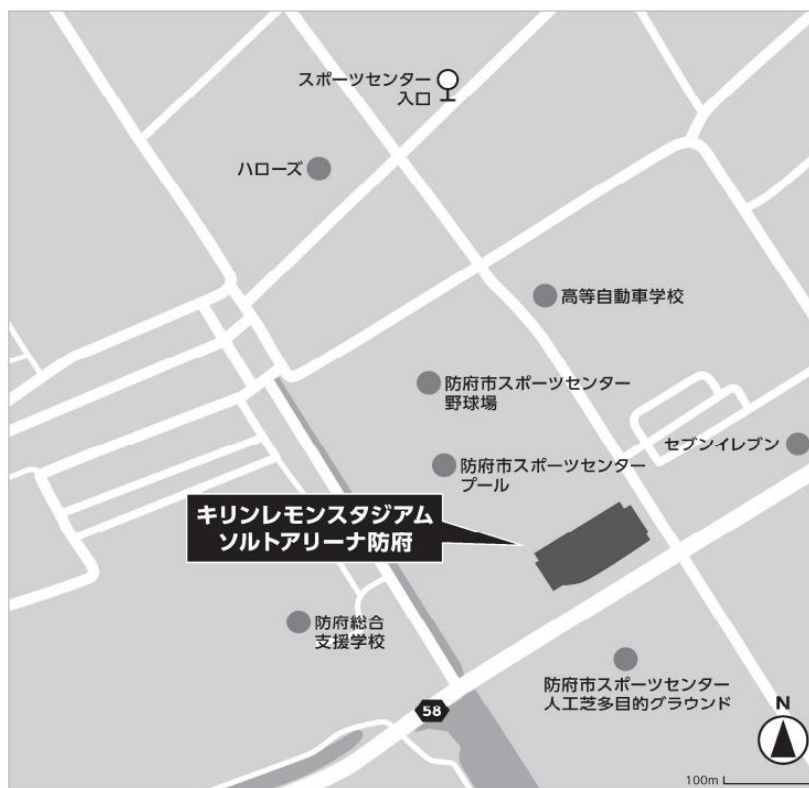 スポーツセンター
入口
ハローズ
高等自動車学校
防府市スポーツセンター
野球場
セブンイレブン
防府市スポーツセンター
プール
キリンレモンスタジアム
ソルトアリーナ防府
防府総合
支援学校
防府市スポーツセンター
人工芝多目的グラウンド
58
N
100m